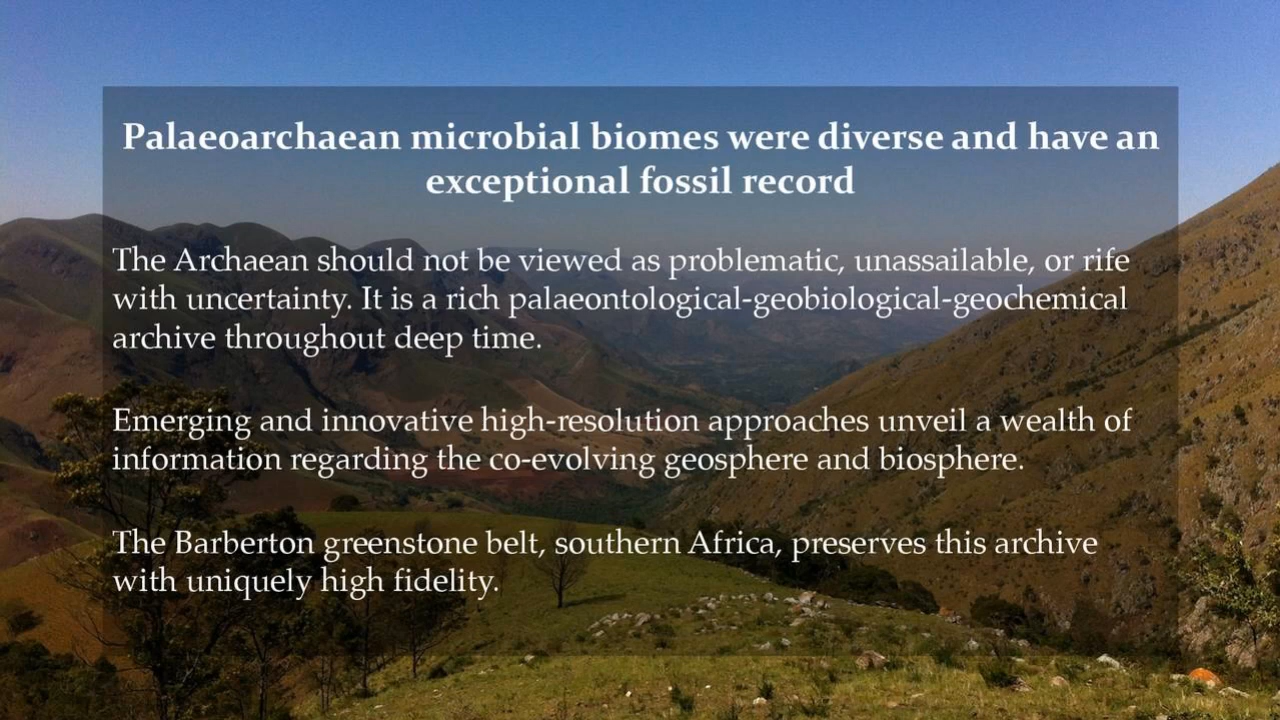 Palaeoarchaean microbial biomes were diverse and have an
exceptional fossil record
The Archaean should not be viewed as problematic, unassailable, or rife
with uncertainty. It is a rich palaeontological-geobiological-geochemical
archive throughout deep time.
Emerging and innovative high-resolution approaches unveil a wealth of
information regarding the co-evolving geosphere and biosphere.
The Barberton greenstone belt, southern Africa, preserves this archive
with uniquely high fidelity.